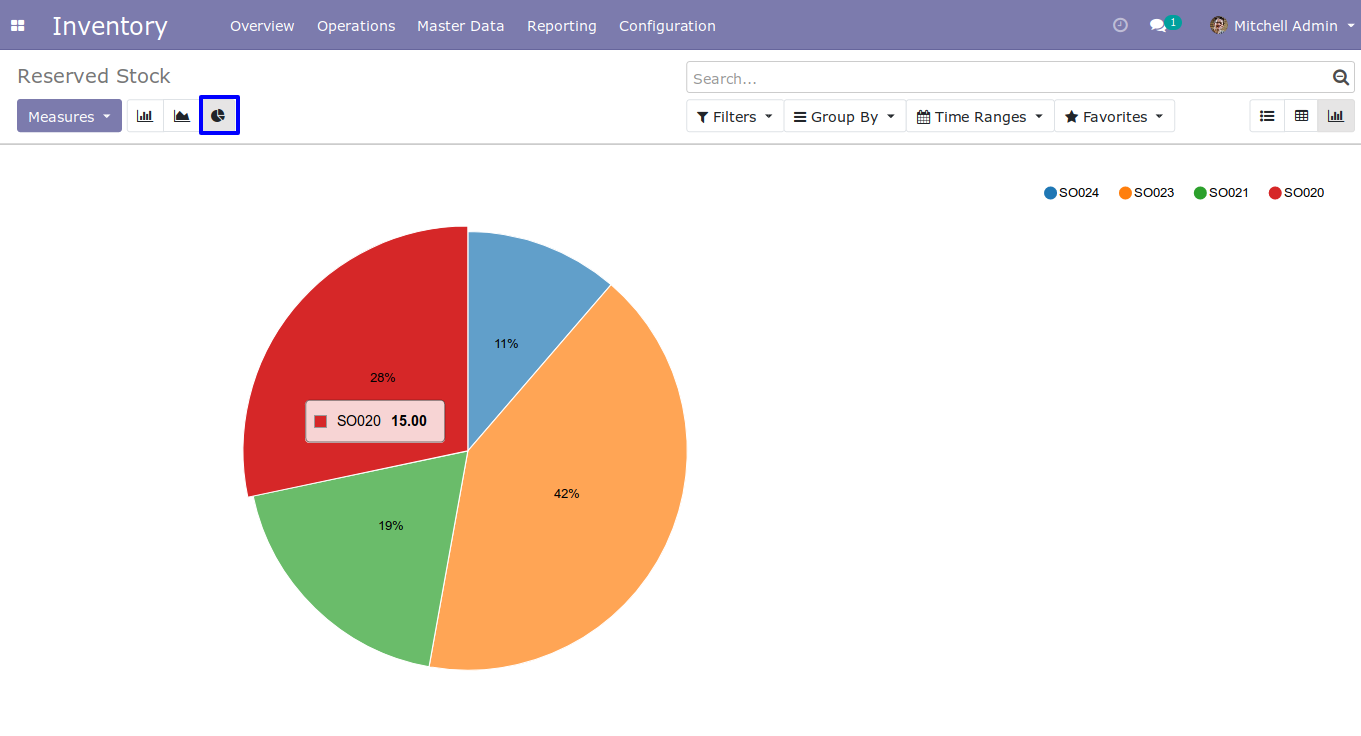 Inventory Overview Operations Master Data Reporting Configuration 1 Mitchell Admin
Reserved Stock
Search...
Measures Filters Group By Time Ranges Favorites
SO024 SO023 SO021 SO020
11%
28%
SO020 15.00
42%
19%